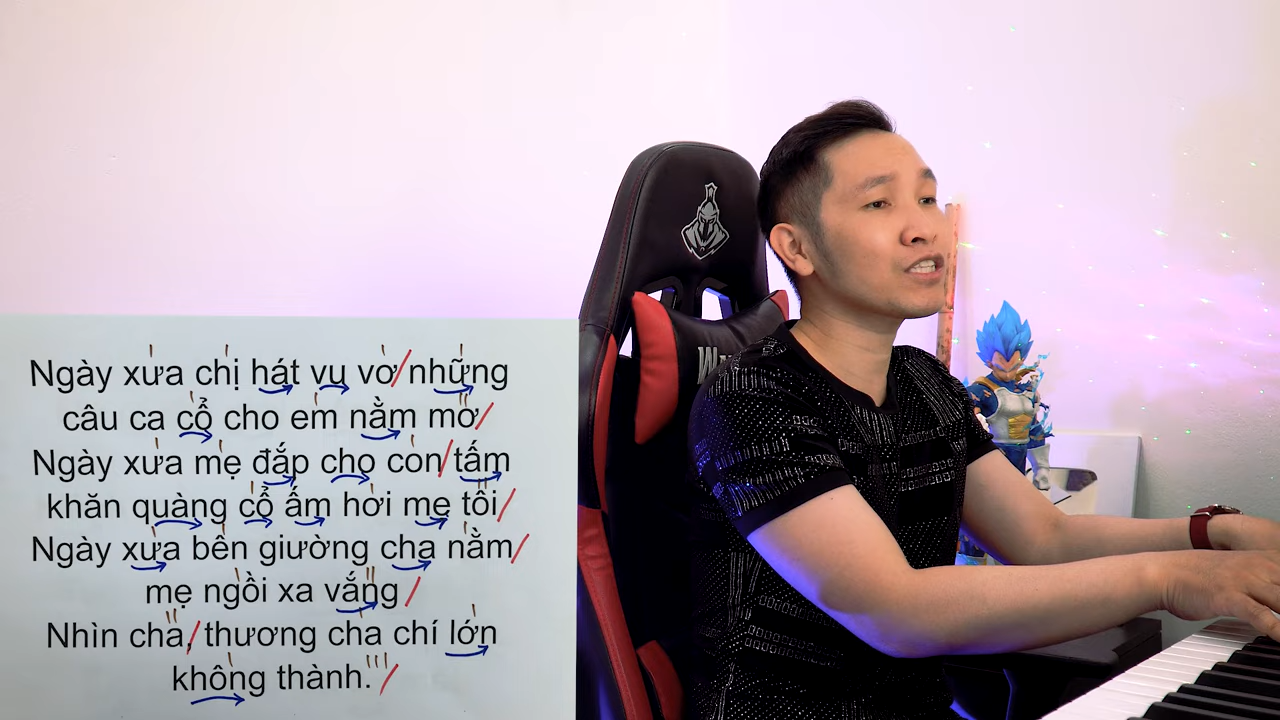 Ngày xưa chị hát vu vơ những
câu ca cổ cho em nằm mơ
Ngày xưa mẹ đắp cho con tấm
khăn quàng cổ ấm hơi mẹ tôi
Ngày xưa bên giường cha nằm
mẹ ngồi xa vắng
Nhìn cha, thương cha chí lớn
không thành.
W